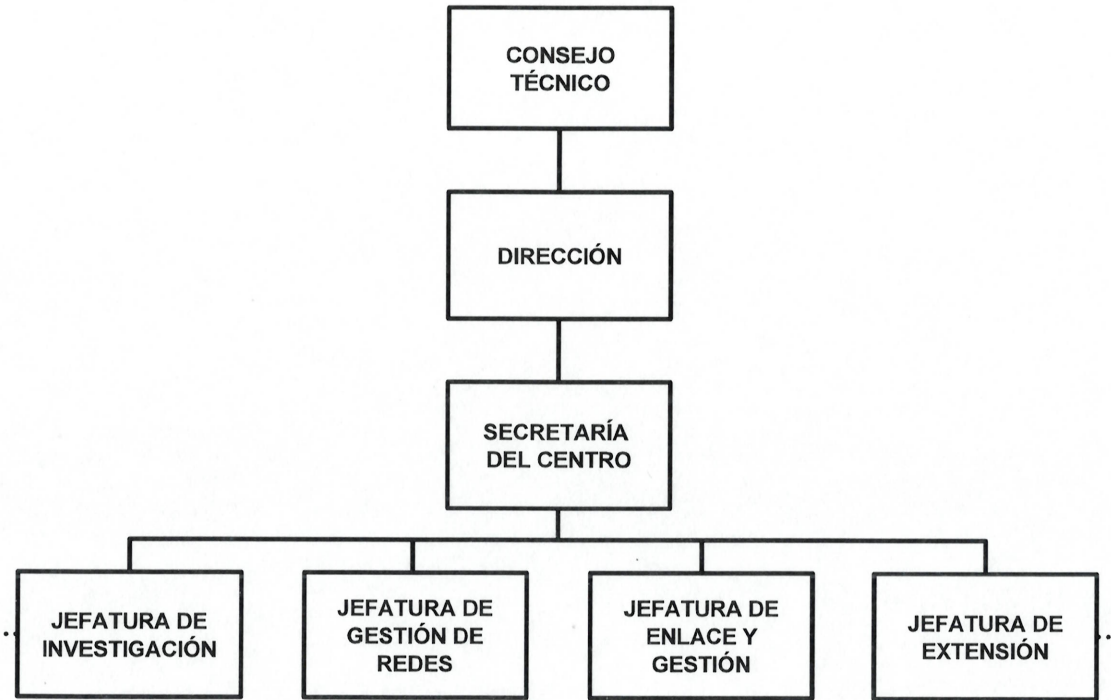 CONSEJO
TÉCNICO
DIRECCIÓN
SECRETARÍA
DEL CENTRO
JEFATURA DE
INVESTIGACIÓN
JEFATURA DE
GESTIÓN DE
REDES
JEFATURA DE
ENLACE Y
GESTIÓN
JEFATURA DE
EXTENSIÓN